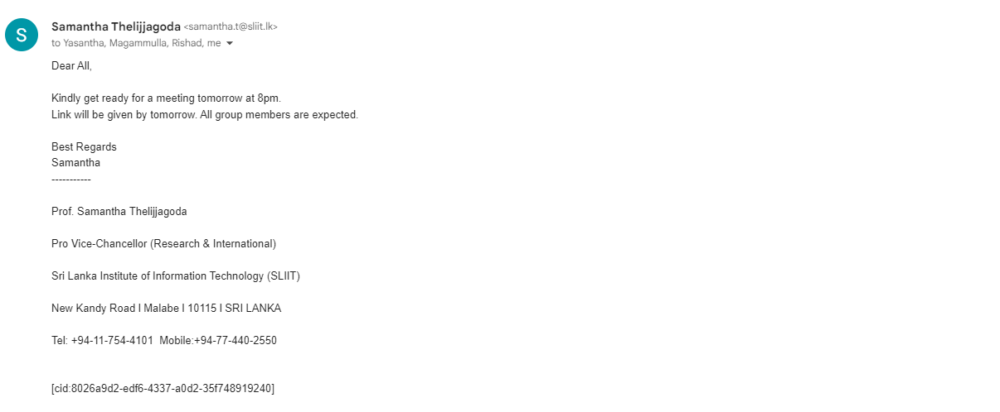 S
Samantha Thelijjagoda <samantha.t@sliit.lk>
to Yasantha, Magammulla, Rishad, me
Dear All,
Kindly get ready for a meeting tomorrow at 8pm.
Link will be given by tomorrow. All group members are expected.
Best Regards
Samantha
-----------
Prof. Samantha Thelijjagoda
Pro Vice-Chancellor (Research & International)
Sri Lanka Institute of Information Technology (SLIIT)
New Kandy Road I Malabe I 10115 I SRI LANKA
Tel: +94-11-754-4101  Mobile:+94-77-440-2550
[cid:8026a9d2-edf6-4337-a0d2-35f748919240]